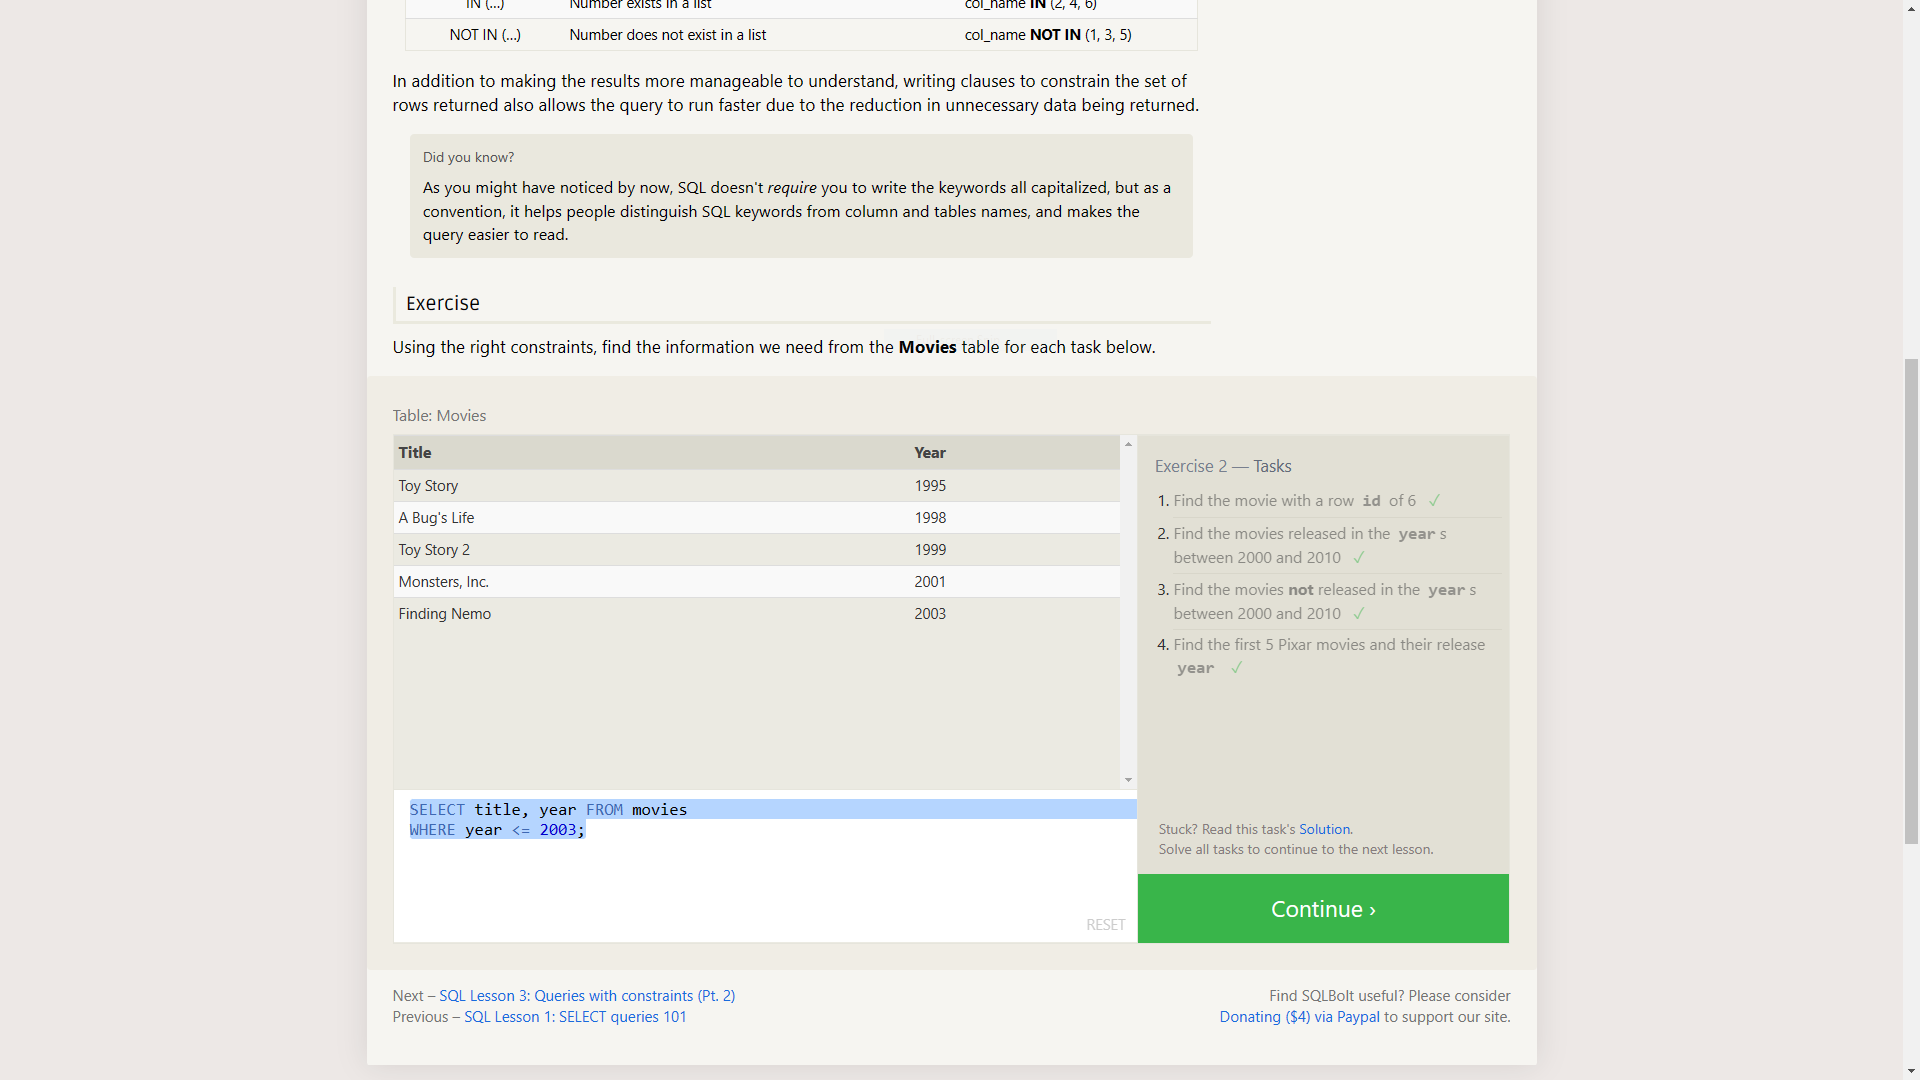 IN (...) Number exists in a list col_name IN (2, 4, 6)
NOT IN (...) Number does not exist in a list col_name NOT IN (1, 3, 5)
In addition to making the results more manageable to understand, writing clauses to constrain the set of
rows returned also allows the query to run faster due to the reduction in unnecessary data being returned.
Did you know?
As you might have noticed by now, SQL doesn't require you to write the keywords all capitalized, but as a
convention, it helps people distinguish SQL keywords from column and tables names, and makes the
query easier to read.
Exercise
Using the right constraints, find the information we need from the Movies table for each task below.
Table: Movies
Title Year
Toy Story 1995
A Bug's Life 1998
Toy Story 2 1999
Monsters, Inc. 2001
Finding Nemo 2003
SELECT title, year FROM movies
WHERE year <= 2003;
RESET
Exercise 2 — Tasks
1. Find the movie with a row id of 6 ✓
2. Find the movies released in the year s
between 2000 and 2010 ✓
3. Find the movies not released in the year s
between 2000 and 2010 ✓
4. Find the first 5 Pixar movies and their release
year ✓
Stuck? Read this task's Solution.
Solve all tasks to continue to the next lesson.
Continue ›
Next – SQL Lesson 3: Queries with constraints (Pt. 2)
Previous – SQL Lesson 1: SELECT queries 101
Find SQLBolt useful? Please consider
Donating ($4) via Paypal to support our site.